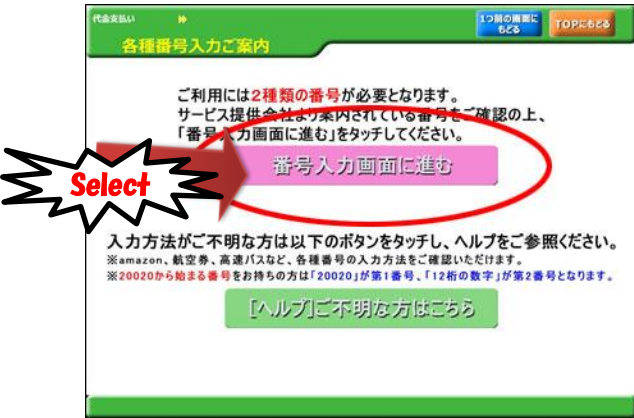 代金支払い
1つ前の画面に
もどる
TOPにもどる
各種番号入力ご案内
ご利用には2種類の番号が必要となります。
サービス提供会社より案内されている番号をご確認の上、
「番号入力画面に進む」をタッチしてください。
番号入力画面に進む
Select
入力方法がご不明な方は以下のボタンをタッチし、ヘルプをご参照ください。
※amazon、航空券、高速バスなど、各種番号の入力方法をご確認いただけます。
※20020から始まる番号をお持ちの方は「20020」が第1番号、「12桁の数字」が第2番号となります。
[ヘルプ]ご不明な方はこちら